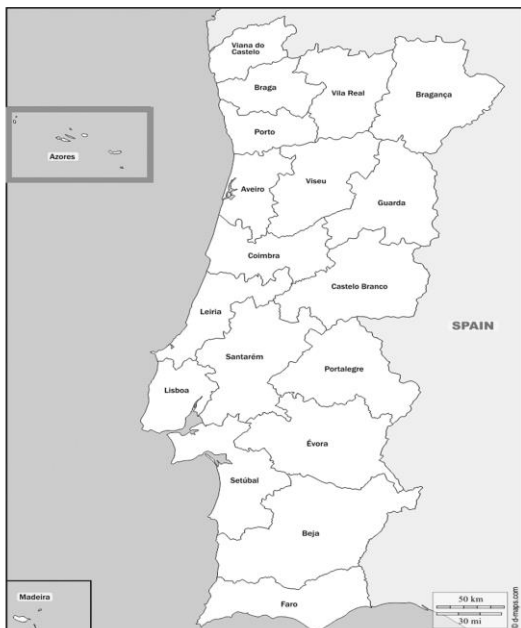 Viana do
Castelo
Braga
Vila Real
Bragança
Porto
Azores
Aveiro
Viseu
Guarda
Coimbra
Castelo Branco
Leiria
SPAIN
Santarém
Portalegre
Lisboa
Évora
Setúbal
Beja
Madeira
Faro
50 km
30 mi
© d-maps.com